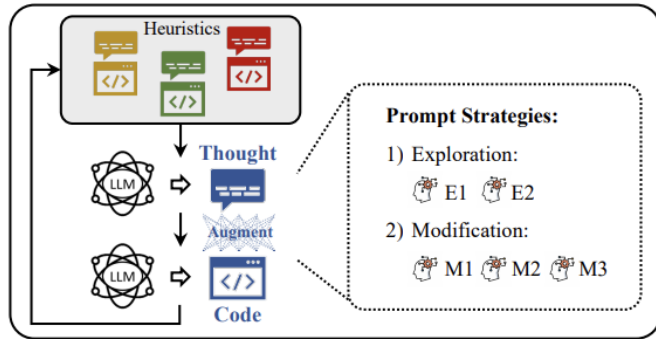 Heuristics
</>
</>
</>
LLM
Thought
Augment
LLM
</>
Code
Prompt Strategies:
1) Exploration:
E1 E2
2) Modification:
M1 M2 M3